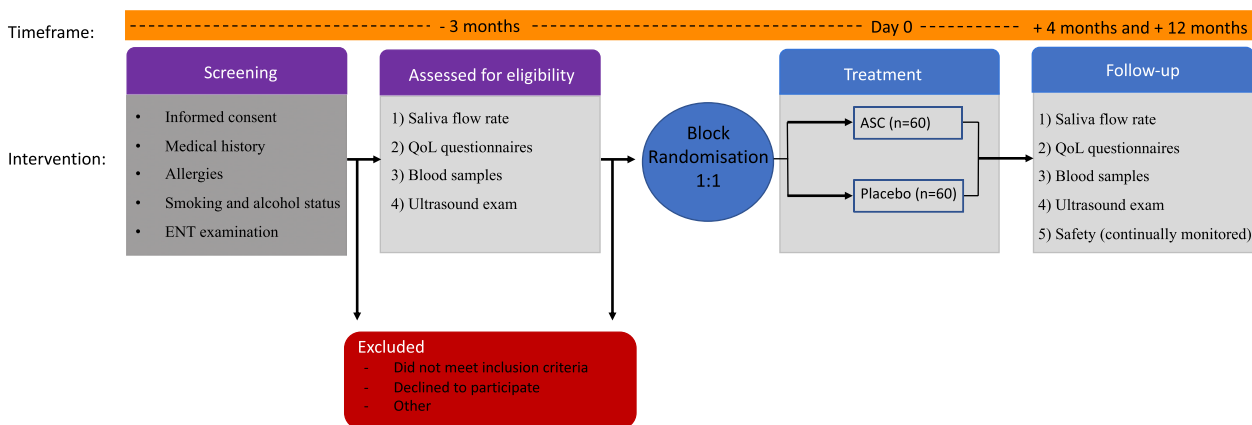 Timeframe:
- 3 months
Day 0
+ 4 months and + 12 months
Intervention:
Screening
• Informed consent
• Medical history
• Allergies
• Smoking and alcohol status
• ENT examination
Assessed for eligibility
1) Saliva flow rate
2) QoL questionnaires
3) Blood samples
4) Ultrasound exam
Block
Randomisation
1:1
Treatment
ASC (n=60)
Placebo (n=60)
Follow-up
1) Saliva flow rate
2) QoL questionnaires
3) Blood samples
4) Ultrasound exam
5) Safety (continually monitored)
Excluded
- Did not meet inclusion criteria
- Declined to participate
- Other